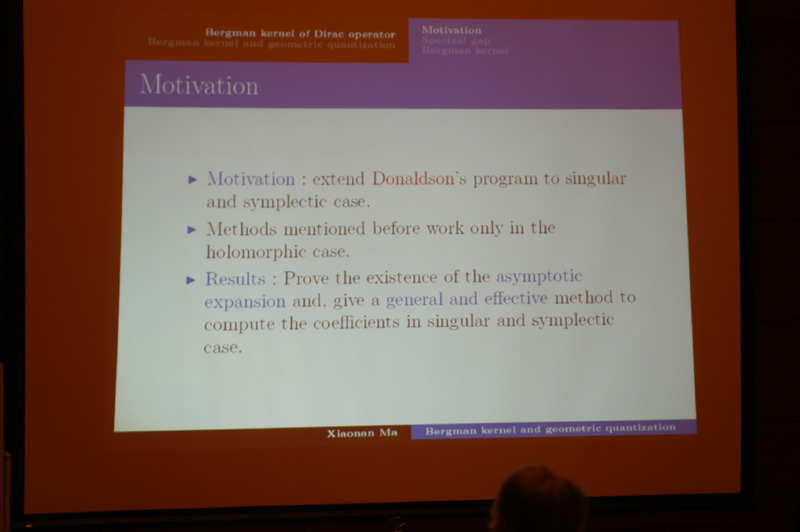 Bergman kernel of Dirac operator
Bergman kernel and geometric quantization
Motivation
Spectral gap
Bergman kernel
Motivation
▶ Motivation : extend Donaldson's program to singular
and symplectic case.
▶ Methods mentioned before work only in the
holomorphic case.
▶ Results : Prove the existence of the asymptotic
expansion and, give a general and effective method to
compute the coefficients in singular and symplectic
case.
Xiaonan Ma
Bergman kernel and geometric quantization